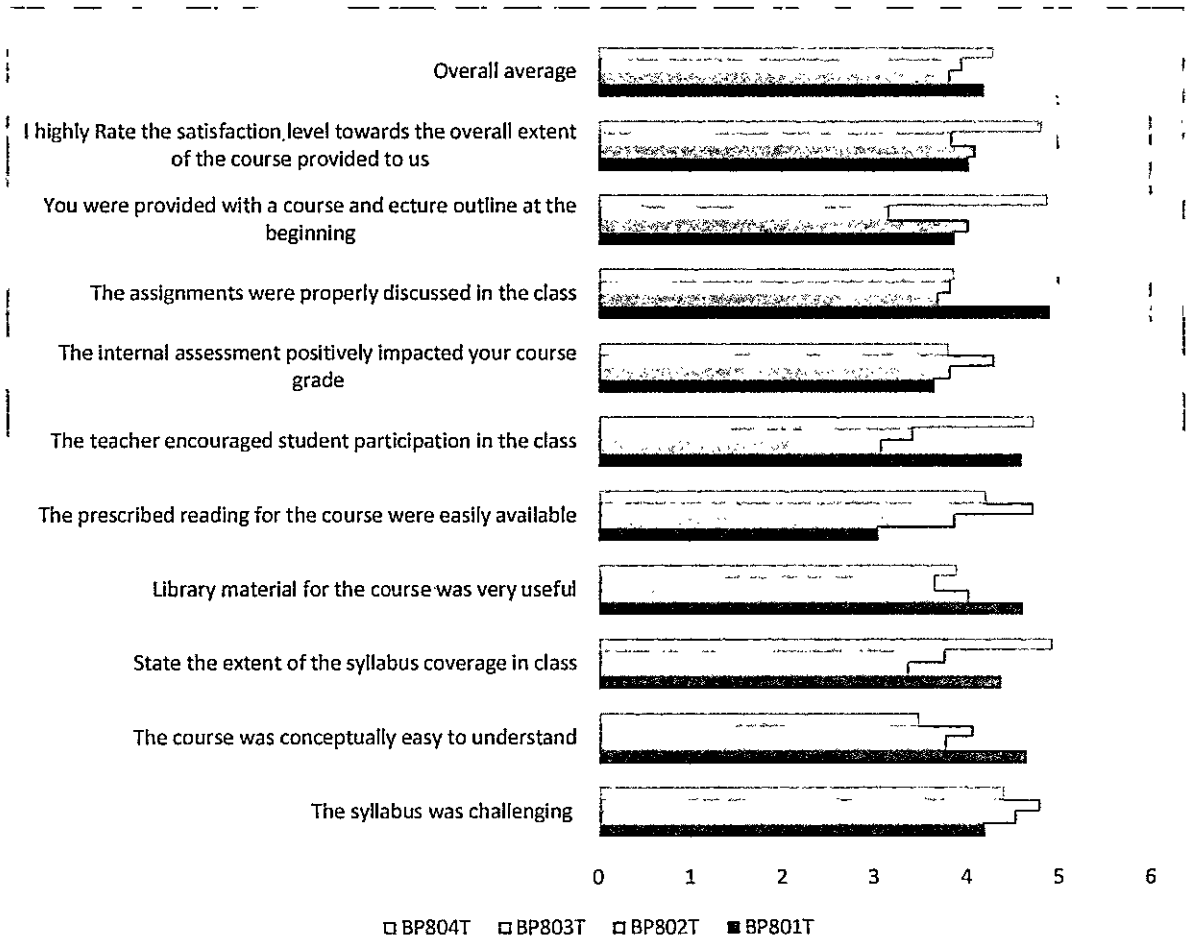 Overall average
I highly Rate the satisfaction level towards the overall extent
of the course provided to us
You were provided with a course and ecture outline at the
beginning
The assignments were properly discussed in the class
The internal assessment positively impacted your course
grade
The teacher encouraged student participation in the class
The prescribed reading for the course were easily available
Library material for the course was very useful
State the extent of the syllabus coverage in class
The course was conceptually easy to understand
The syllabus was challenging
0 1 2 3 4 5 6
BP804T BP803T BP802T BP801T